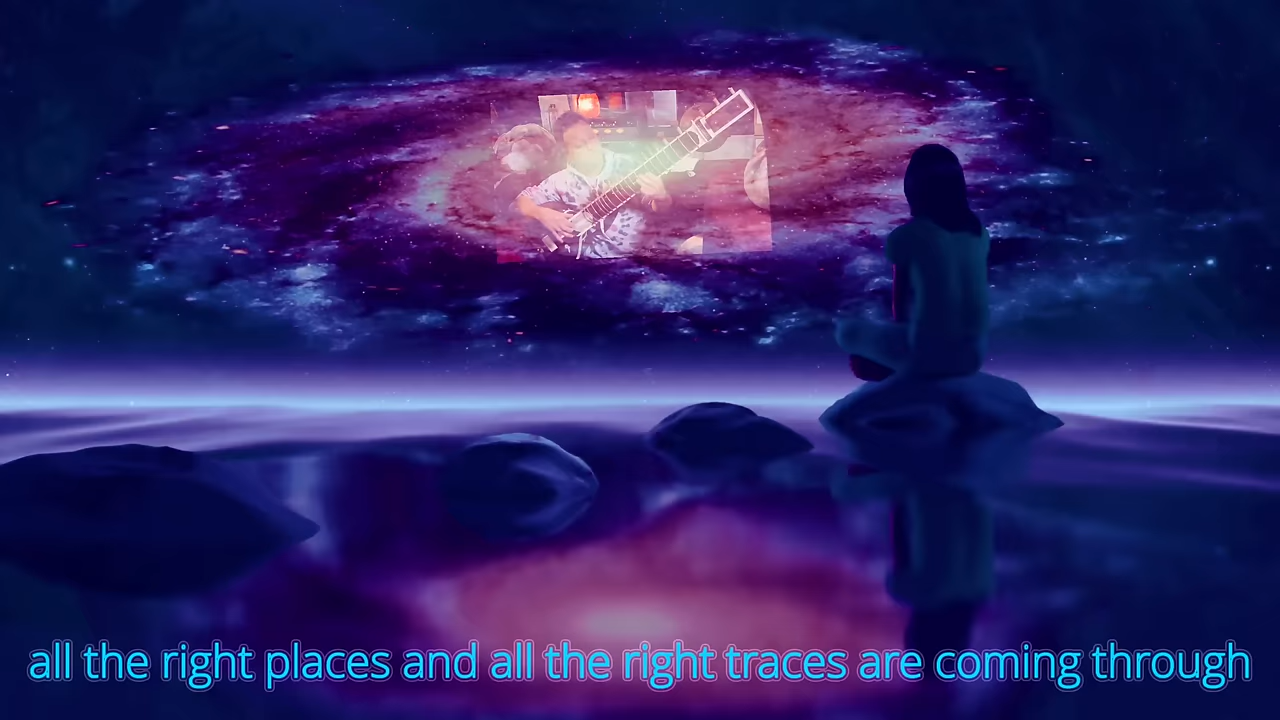 all the right places and all the right traces are coming through